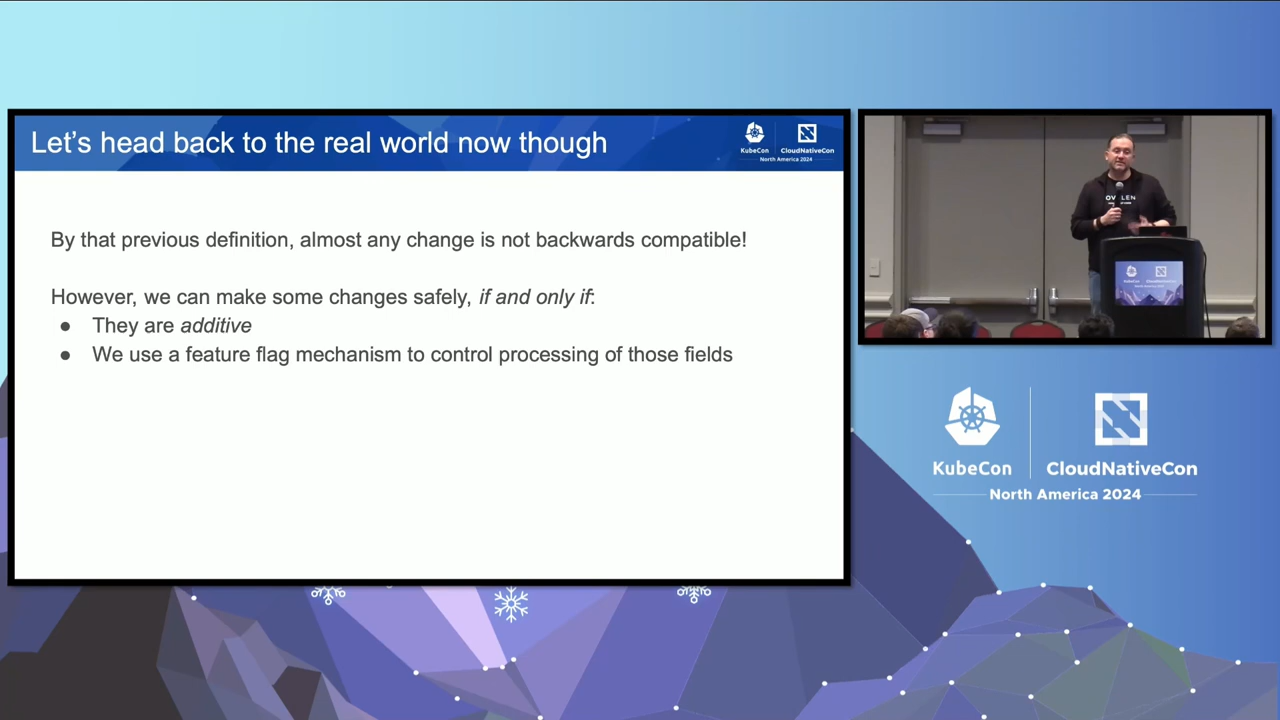 Let's head back to the real world now though
KubeCon
CloudNativeCon
North America 2024
By that previous definition, almost any change is not backwards compatible!
However, we can make some changes safely, if and only if:
● They are additive
● We use a feature flag mechanism to control processing of those fields
KubeCon
CloudNativeCon
North America 2024